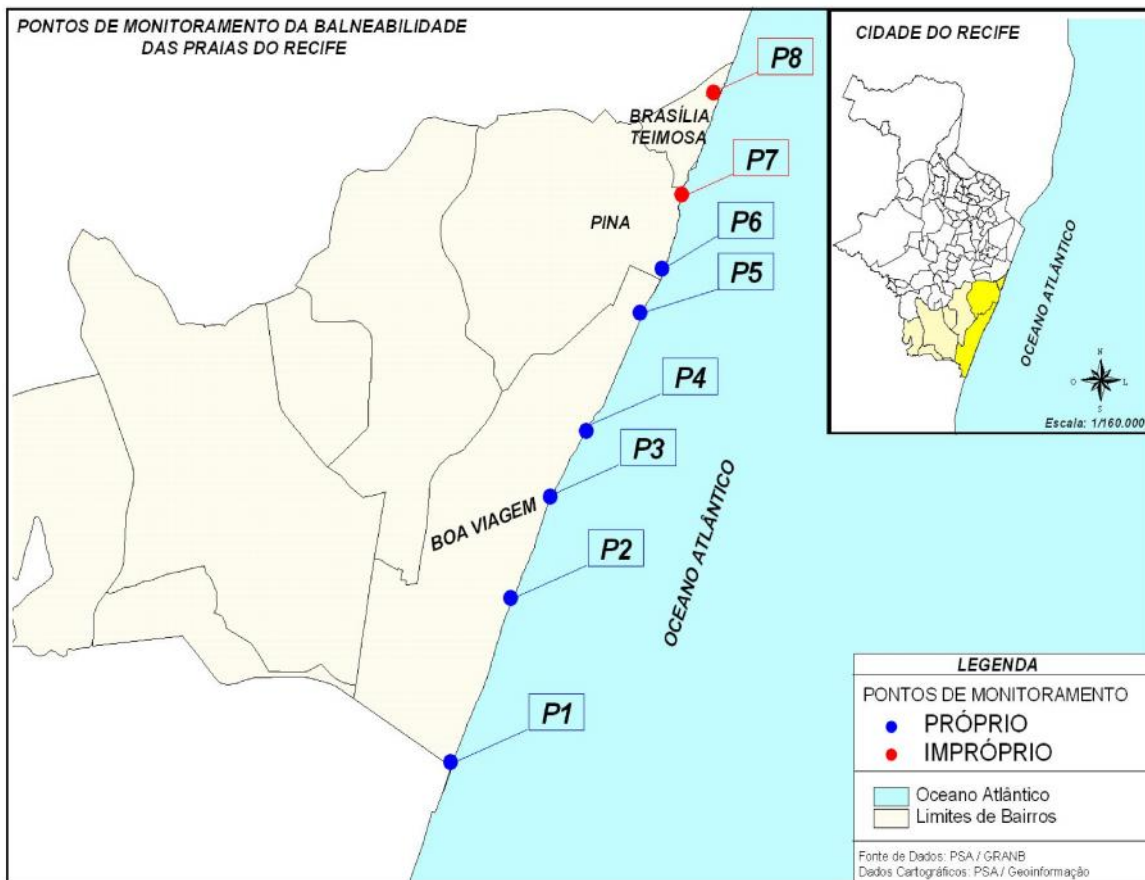 PONTOS DE MONITORAMENTO DA BALNEABILIDADE
DAS PRAIAS DO RECIFE
CIDADE DO RECIFE
P8
BRASÍLIA
TEIMOSA
P7
PINA
P6
P5
P4
P3
BOA VIAGEM
P2
P1
OCEANO ATLÂNTICO
OCEANO ATLÂNTICO
N
O
L
S
Escala: 1/160.000
LEGENDA
PONTOS DE MONITORAMENTO
PRÓPRIO
IMPRÓPRIO
Oceano Atlântico
Limites de Bairros
Fonte de Dados: PSA / GRANB
Dados Cartográficos: PSA / Geoinformação